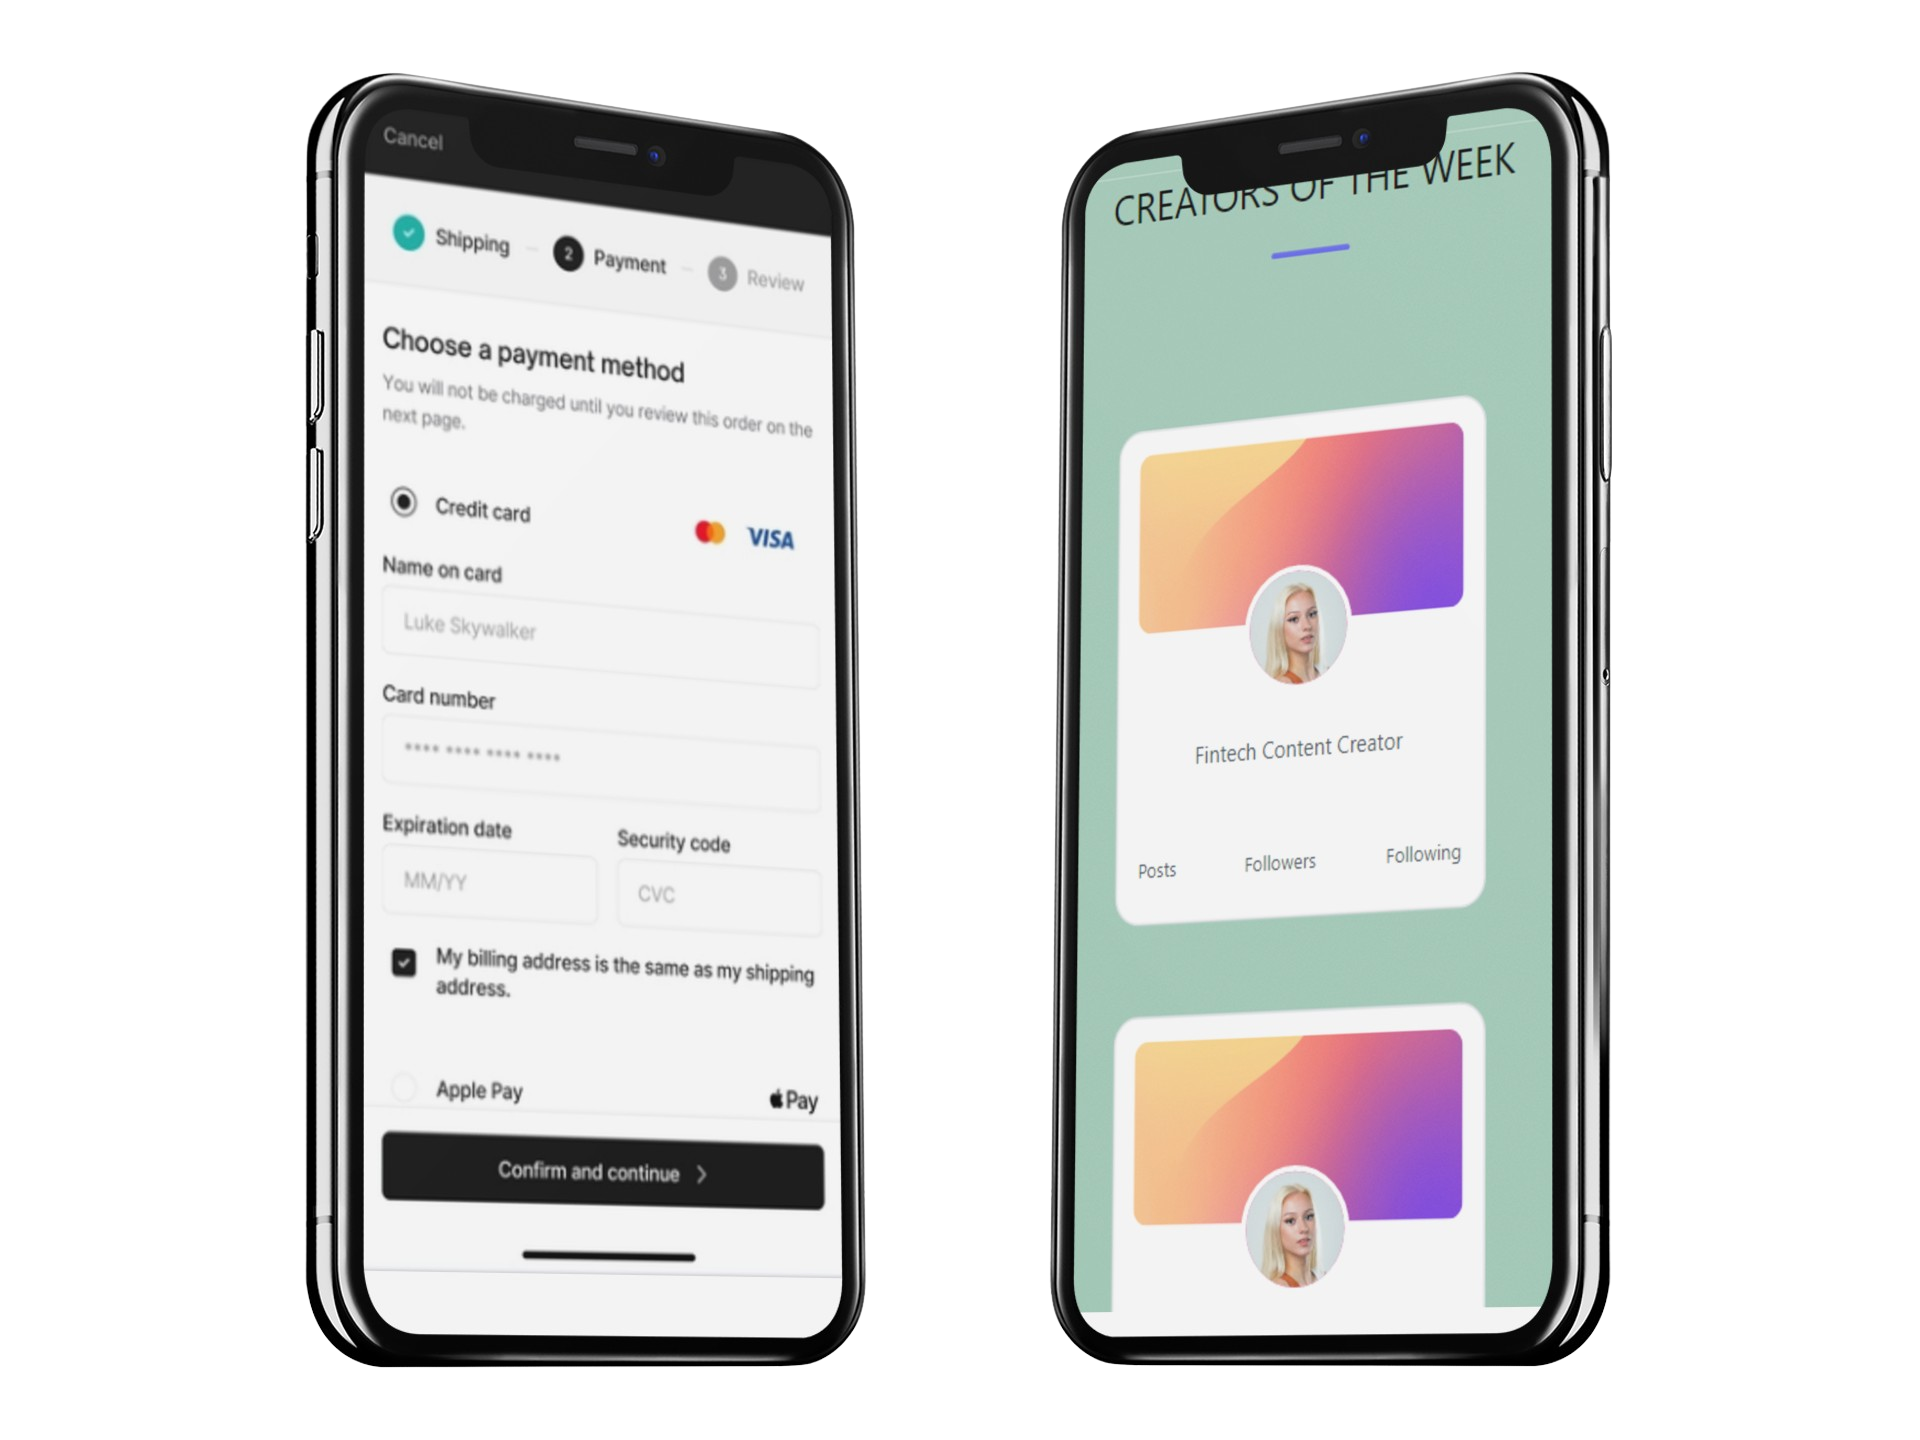 Cancel
Shipping
2 Payment
3 Review
Choose a payment method
You will not be charged until you review this order on the
next page.
Credit card
VISA
Name on card
Luke Skywalker
Card number
•••• •••• •••• ••••
Expiration date
Security code
MM/YY
CVC
My billing address is the same as my shipping
address.
Apple Pay
Pay
Confirm and continue
CREATORS OF THE WEEK
Fintech Content Creator
Posts
Followers
Following